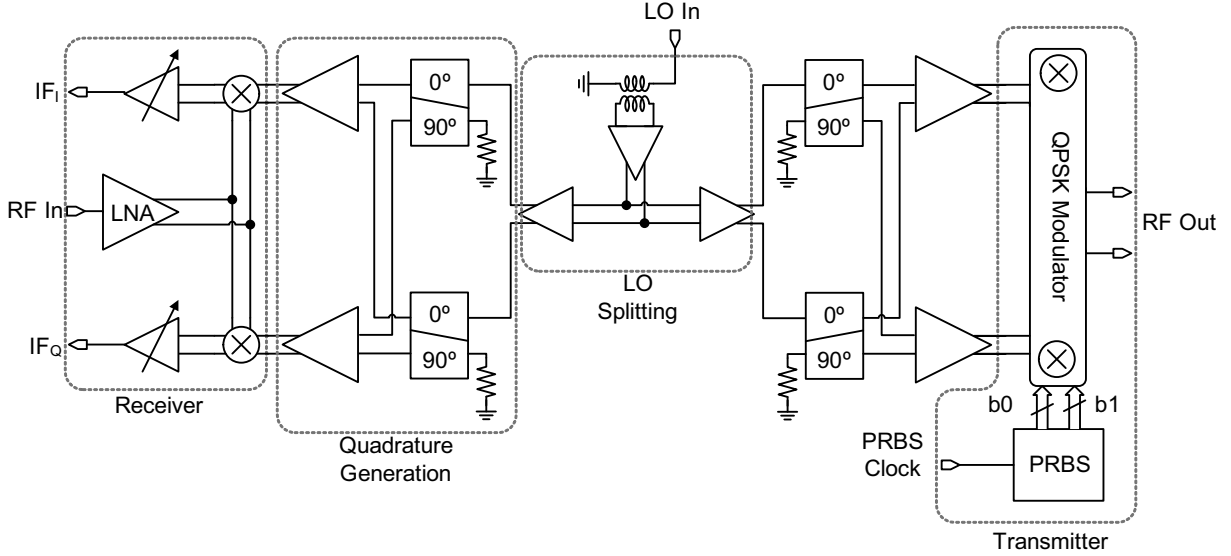 LO In
IF_I
0º
90º
0º
90º
QPSK Modulator
RF In
LNA
RF Out
LO
Splitting
0º
90º
0º
90º
IF_Q
Receiver
b0
b1
Quadrature
Generation
PRBS
Clock
PRBS
Transmitter